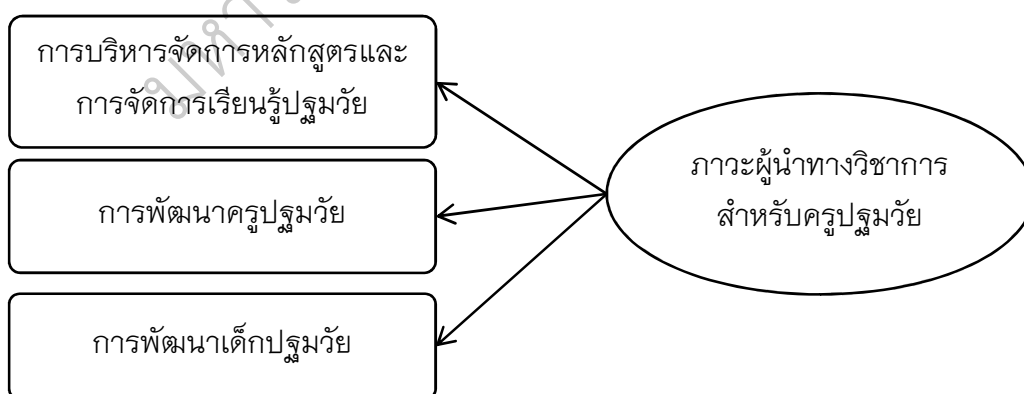 การบริหารจัดการหลักสูตรและ
การจัดการเรียนรู้ปฐมวัย
การพัฒนาครูปฐมวัย
การพัฒนาเด็กปฐมวัย
ภาวะผู้นำทางวิชาการ
สำหรับครูปฐมวัย